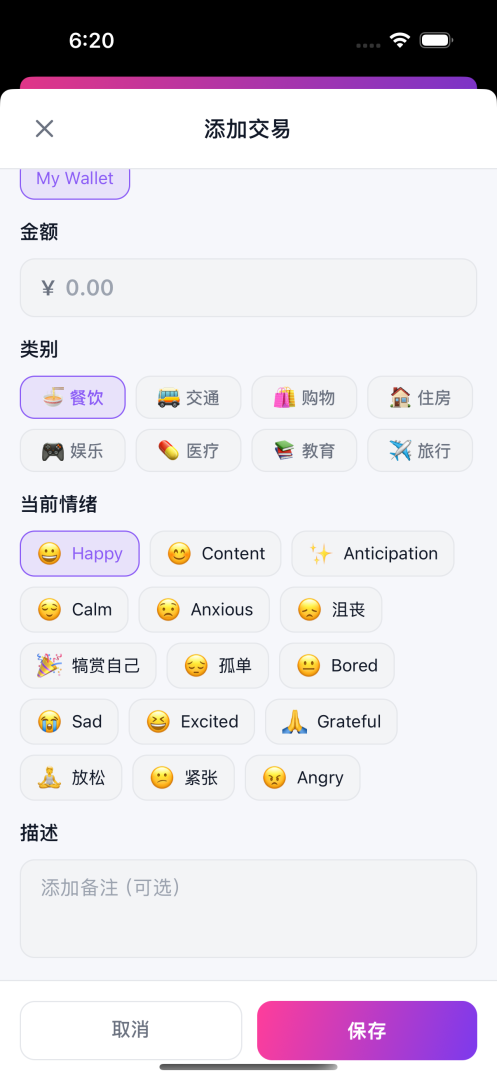 6:20
添加交易
My Wallet
金额
¥ 0.00
类别
餐饮 交通 购物 住房
娱乐 医疗 教育 旅行
当前情绪
Happy Content Anticipation
Calm Anxious 沮丧
犒赏自己 孤单 Bored
Sad Excited Grateful
放松 紧张 Angry
描述
添加备注 (可选)
取消 保存